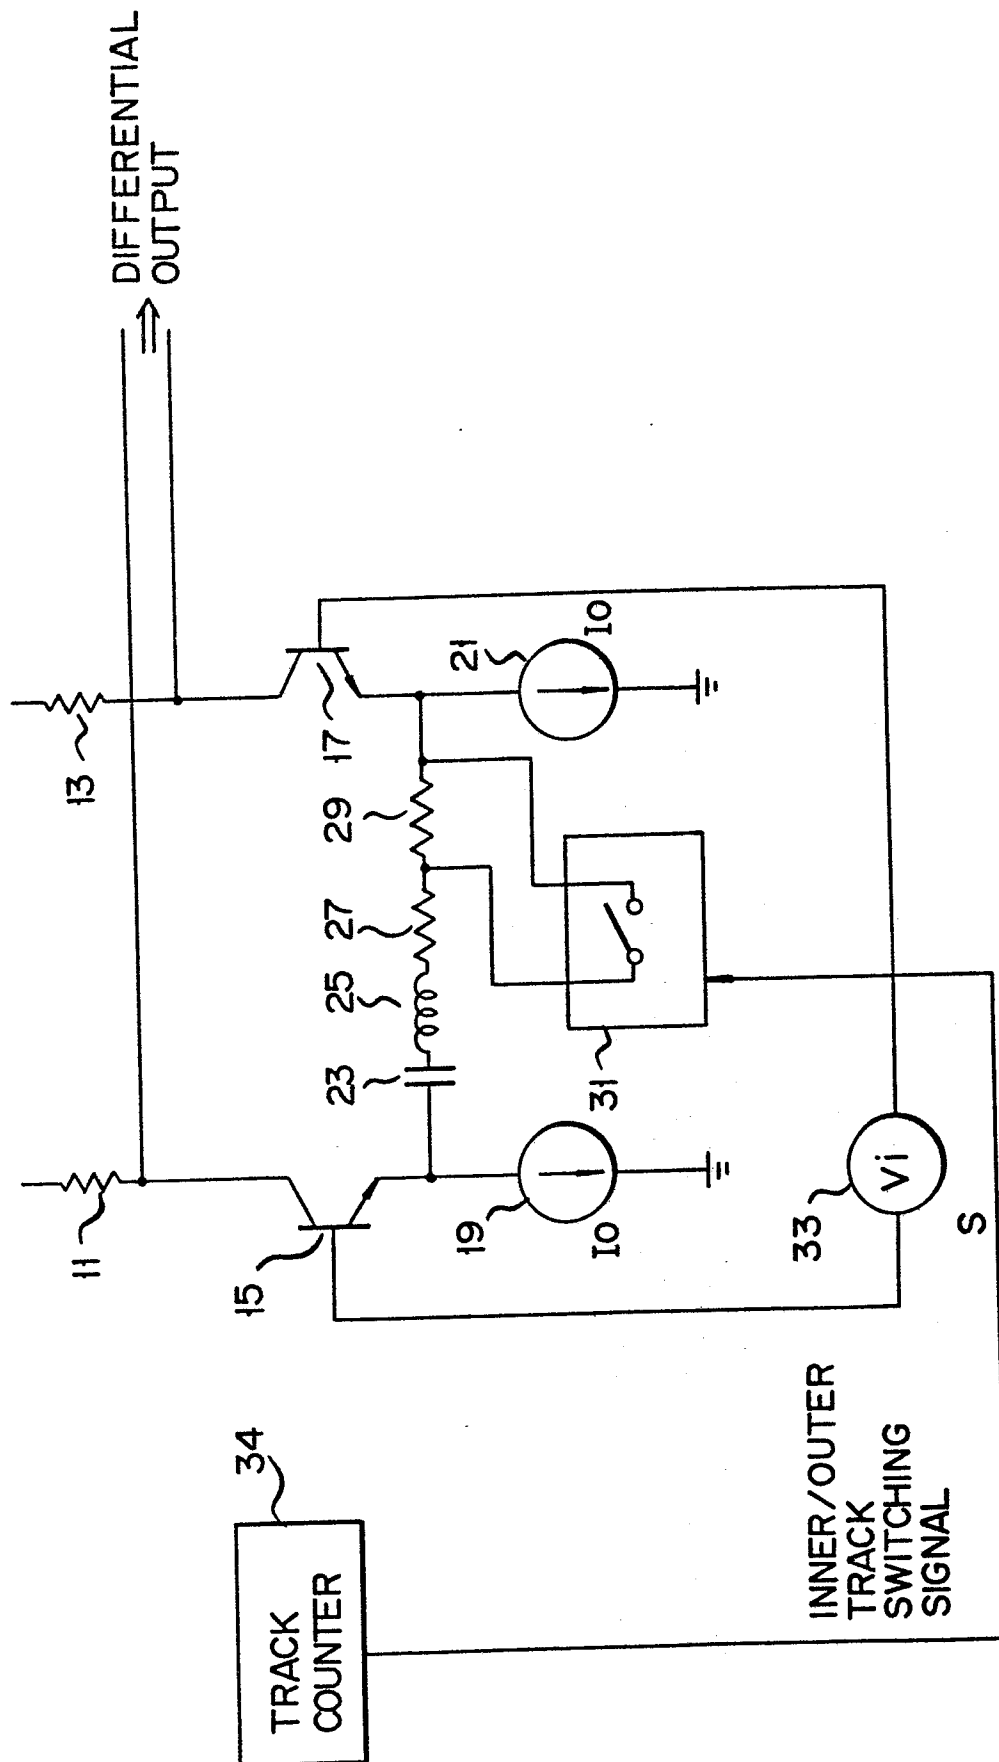 DIFFERENTIAL
OUTPUT
13
11
15
17
29
27
25
23
21
IO
19
IO
31
33
Vi
S
34
TRACK
COUNTER
INNER/OUTER
TRACK
SWITCHING
SIGNAL